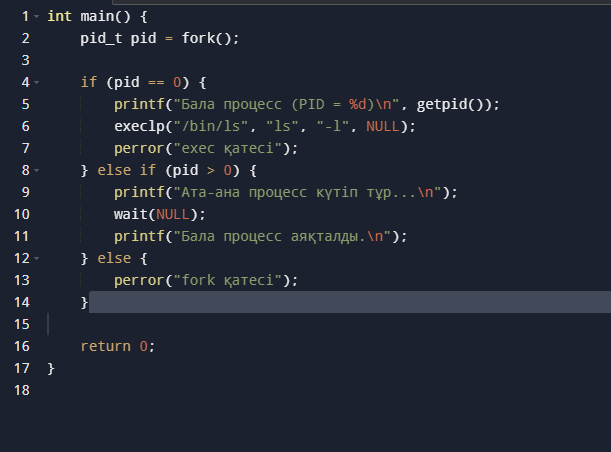 1 int main() {
2 pid_t pid = fork();
3
4 if (pid == 0) {
5 printf("Бала процесс (PID = %d)\n", getpid());
6 execlp("/bin/ls", "ls", "-l", NULL);
7 perror("exec қатесі");
8 } else if (pid > 0) {
9 printf("Ата-ана процесс күтіп тұр...\n");
10 wait(NULL);
11 printf("Бала процесс аяқталды.\n");
12 } else {
13 perror("fork қатесі");
14 }
15
16 return 0;
17 }
18